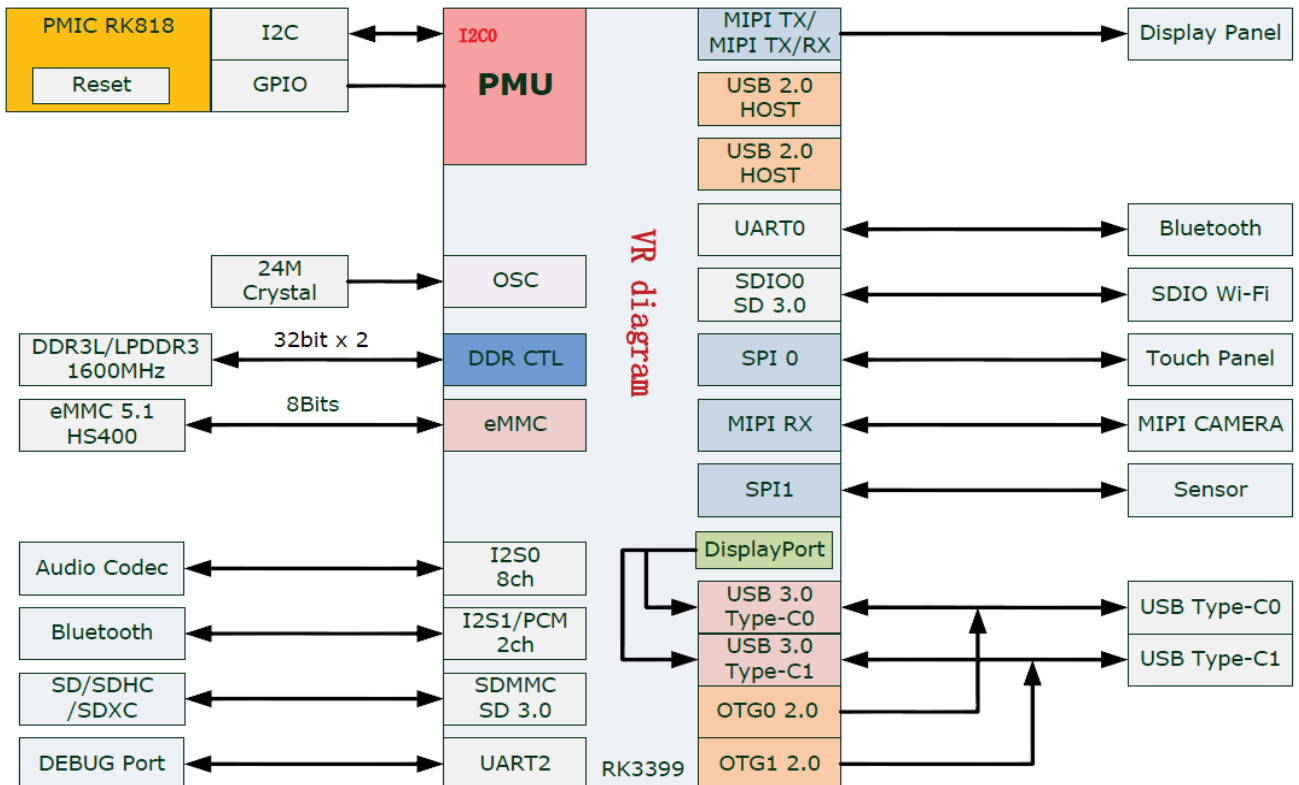 PMIC RK818
Reset
I2C
GPIO
I2C0
PMU
MIPI TX/
MIPI TX/RX
Display Panel
USB 2.0
HOST
USB 2.0
HOST
UART0
Bluetooth
24M
Crystal
OSC
SDIO0
SD 3.0
SDIO Wi-Fi
VR diagram
DDR3L/LPDDR3
1600MHz
32bit x 2
DDR CTL
SPI 0
Touch Panel
eMMC 5.1
HS400
8Bits
eMMC
MIPI RX
MIPI CAMERA
SPI1
Sensor
DisplayPort
Audio Codec
I2S0
8ch
USB 3.0
Type-C0
USB Type-C0
Bluetooth
I2S1/PCM
2ch
USB 3.0
Type-C1
USB Type-C1
SD/SDHC
/SDXC
SDMMC
SD 3.0
OTG0 2.0
DEBUG Port
UART2
RK3399
OTG1 2.0